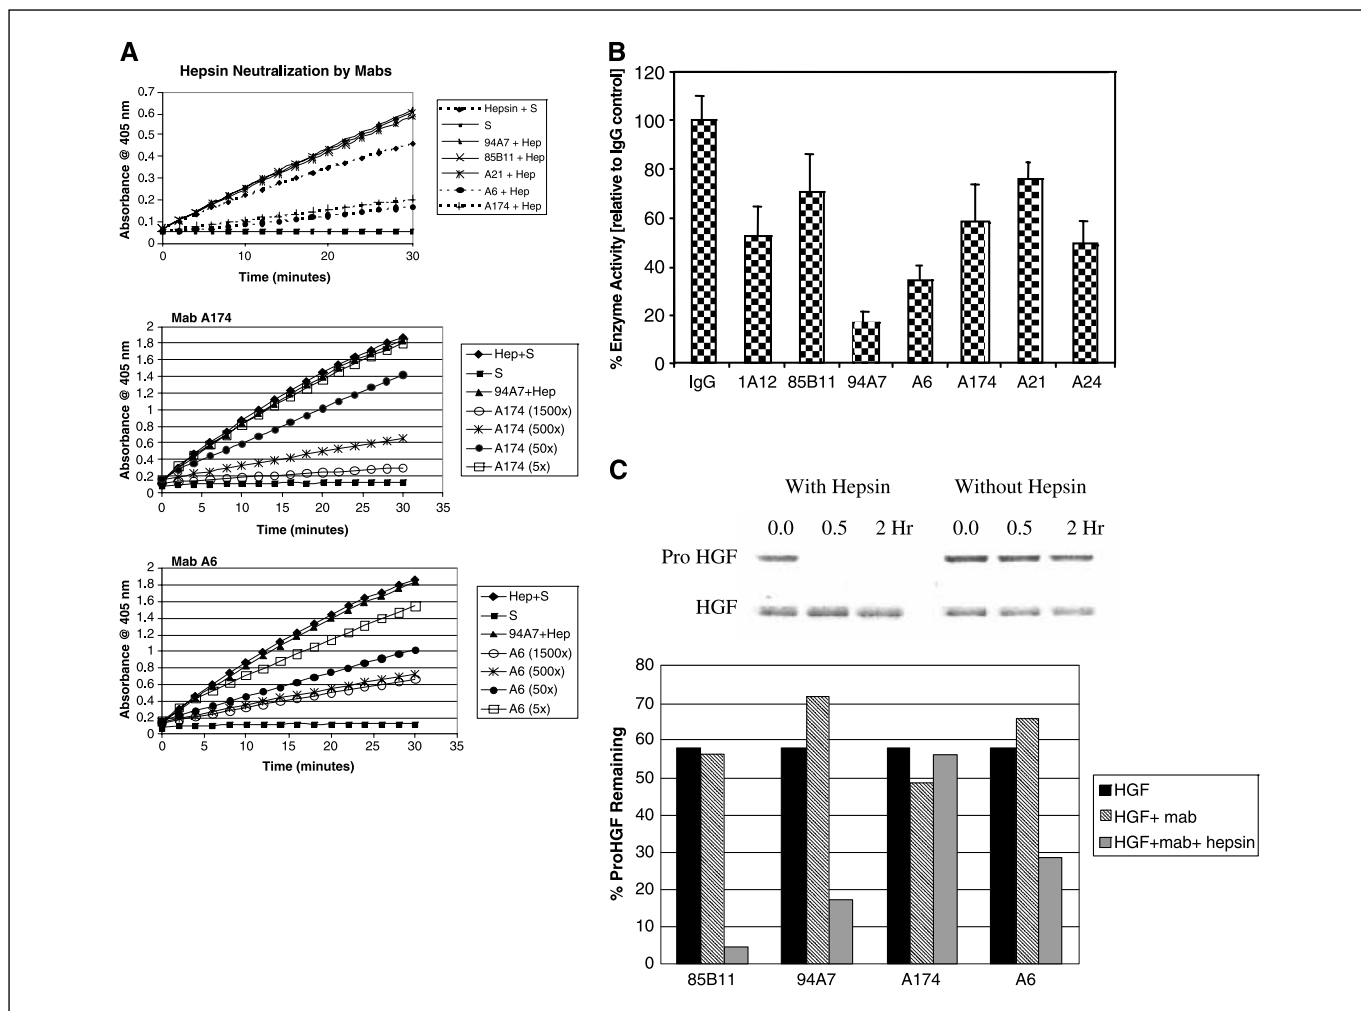 A
Hepsin Neutralization by Mabs
Absorbance @ 405 nm
0.7
0.6
0.5
0.4
0.3
0.2
0.1
0
0 10 20 30
Time (minutes)
Hepsin + S
S
94A7 + Hep
85B11 + Hep
A21 + Hep
A6 + Hep
A174 + Hep
Mab A174
Absorbance @ 405 nm
2
1.8
1.6
1.4
1.2
1
0.8
0.6
0.4
0.2
0
0 5 10 15 20 25 30 35
Time (minutes)
Hep+S
S
94A7+Hep
A174 (1500x)
A174 (500x)
A174 (50x)
A174 (5x)
Mab A6
Absorbance @ 405 nm
2
1.8
1.6
1.4
1.2
1
0.8
0.6
0.4
0.2
0
0 5 10 15 20 25 30 35
Time (minutes)
Hep+S
S
94A7+Hep
A6 (1500x)
A6 (500x)
A6 (50x)
A6 (5x)
B
% Enzyme Activity [relative to IgG control]
120
100
80
60
40
20
0
IgG 1A12 85B11 94A7 A6 A174 A21 A24
C
With Hepsin Without Hepsin
0.0 0.5 2 Hr 0.0 0.5 2 Hr
Pro HGF
HGF
% ProHGF Remaining
80
70
60
50
40
30
20
10
0
85B11 94A7 A174 A6
HGF
HGF+ mab
HGF+mab+ hepsin